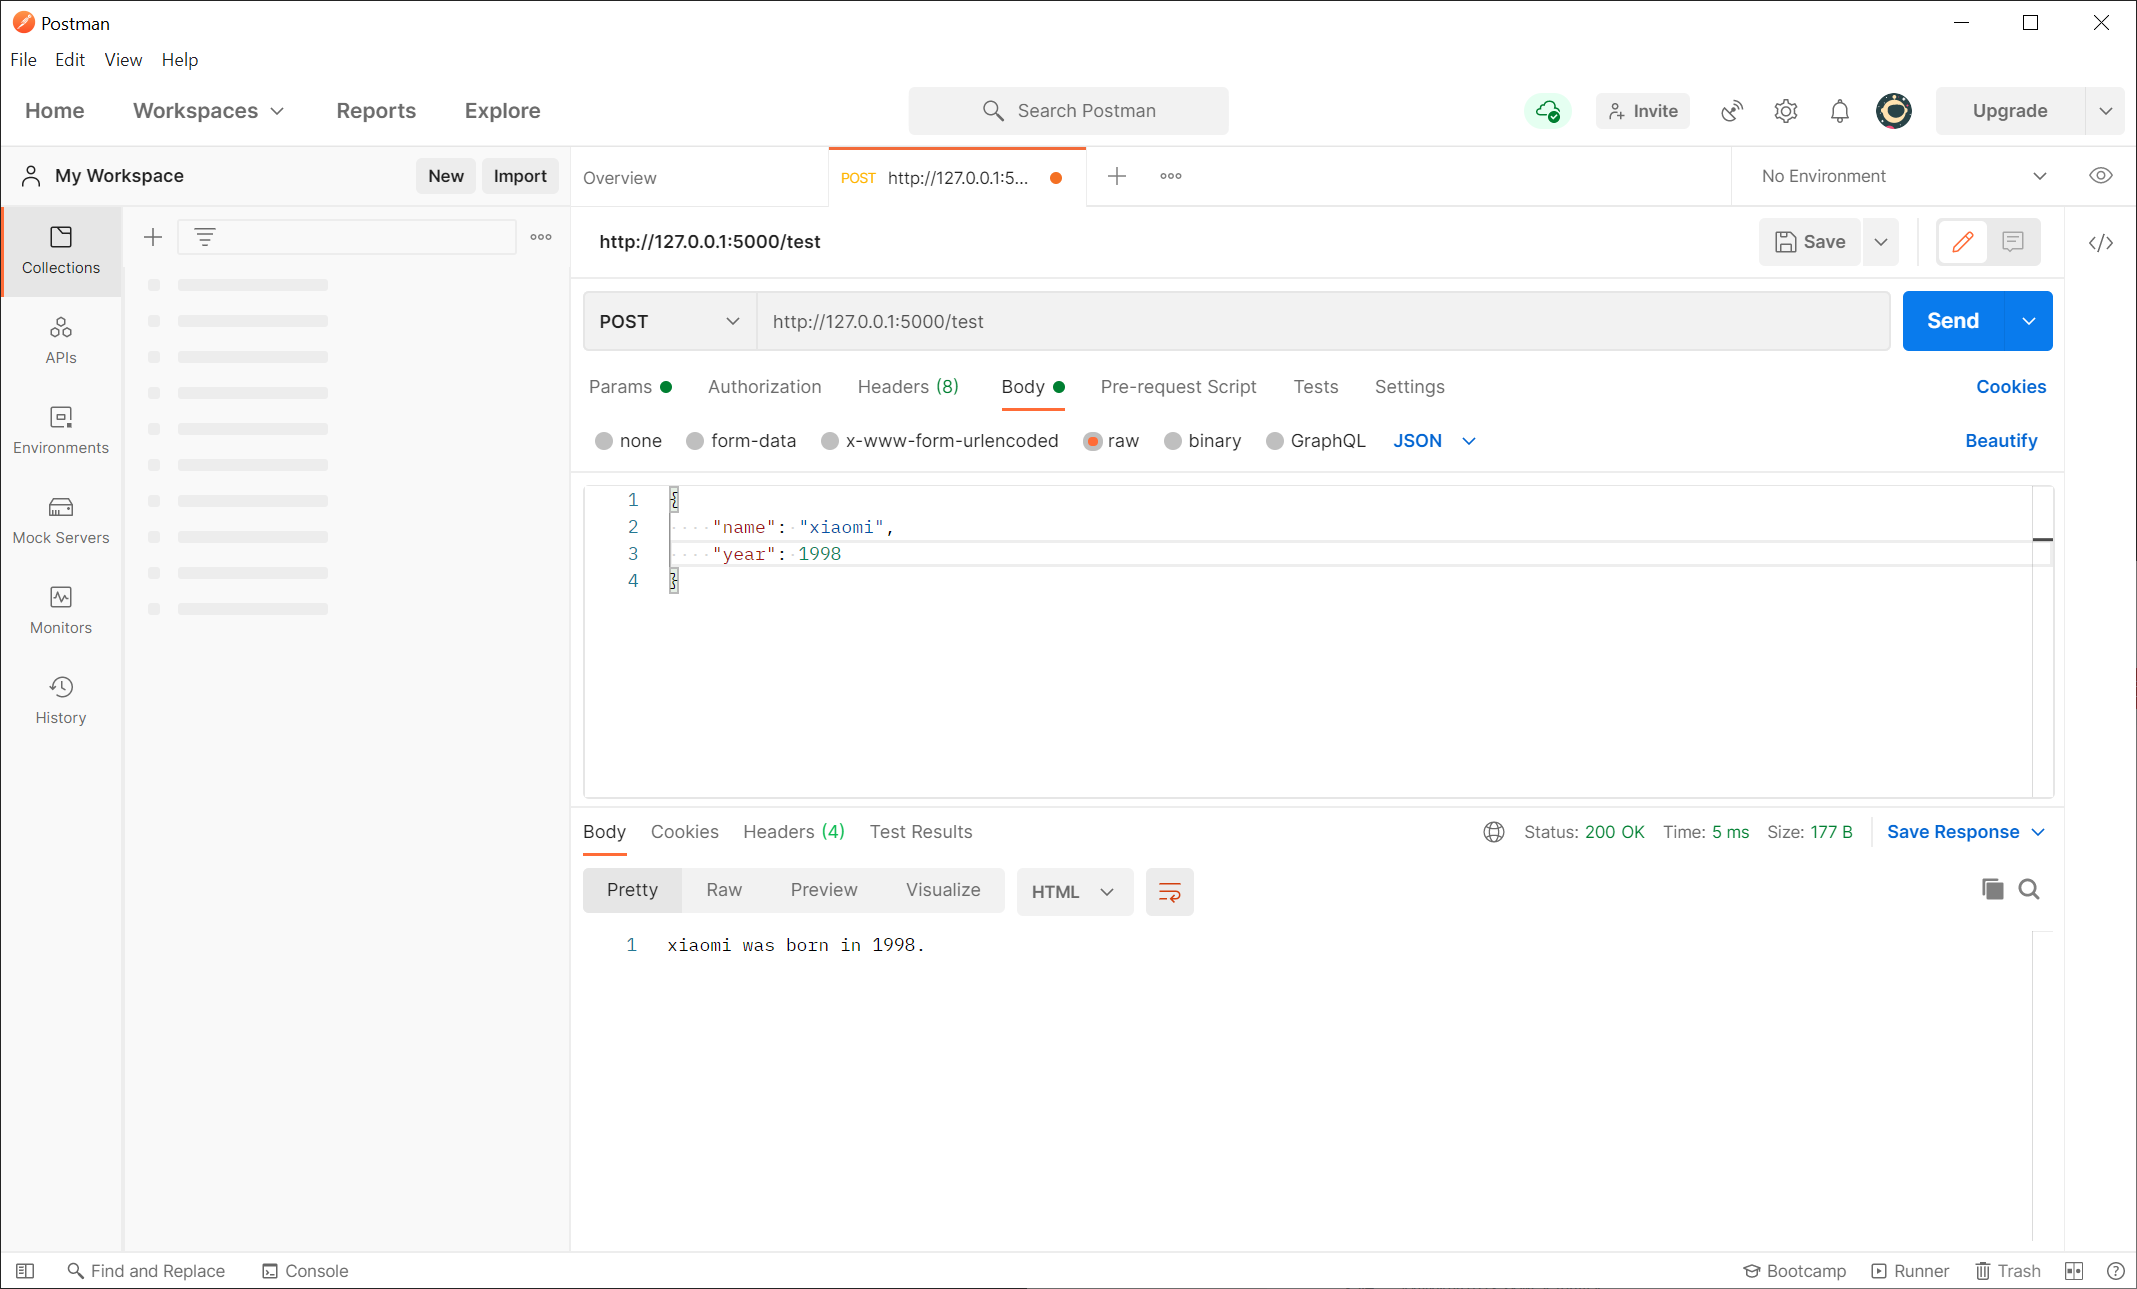 Postman
File Edit View Help
Home Workspaces Reports Explore Search Postman Invite Upgrade
My Workspace New Import Overview POST http://127.0.0.1:5... No Environment
Collections
APIs
Environments
Mock Servers
Monitors
History
http://127.0.0.1:5000/test Save
POST http://127.0.0.1:5000/test Send
Params Authorization Headers (8) Body Pre-request Script Tests Settings Cookies
none form-data x-www-form-urlencoded raw binary GraphQL JSON Beautify
1 {
2 "name": "xiaomi",
3 "year": 1998
4 }
Body Cookies Headers (4) Test Results Status: 200 OK Time: 5 ms Size: 177 B Save Response
Pretty Raw Preview Visualize HTML
1 xiaomi was born in 1998.
Find and Replace Console Bootcamp Runner Trash